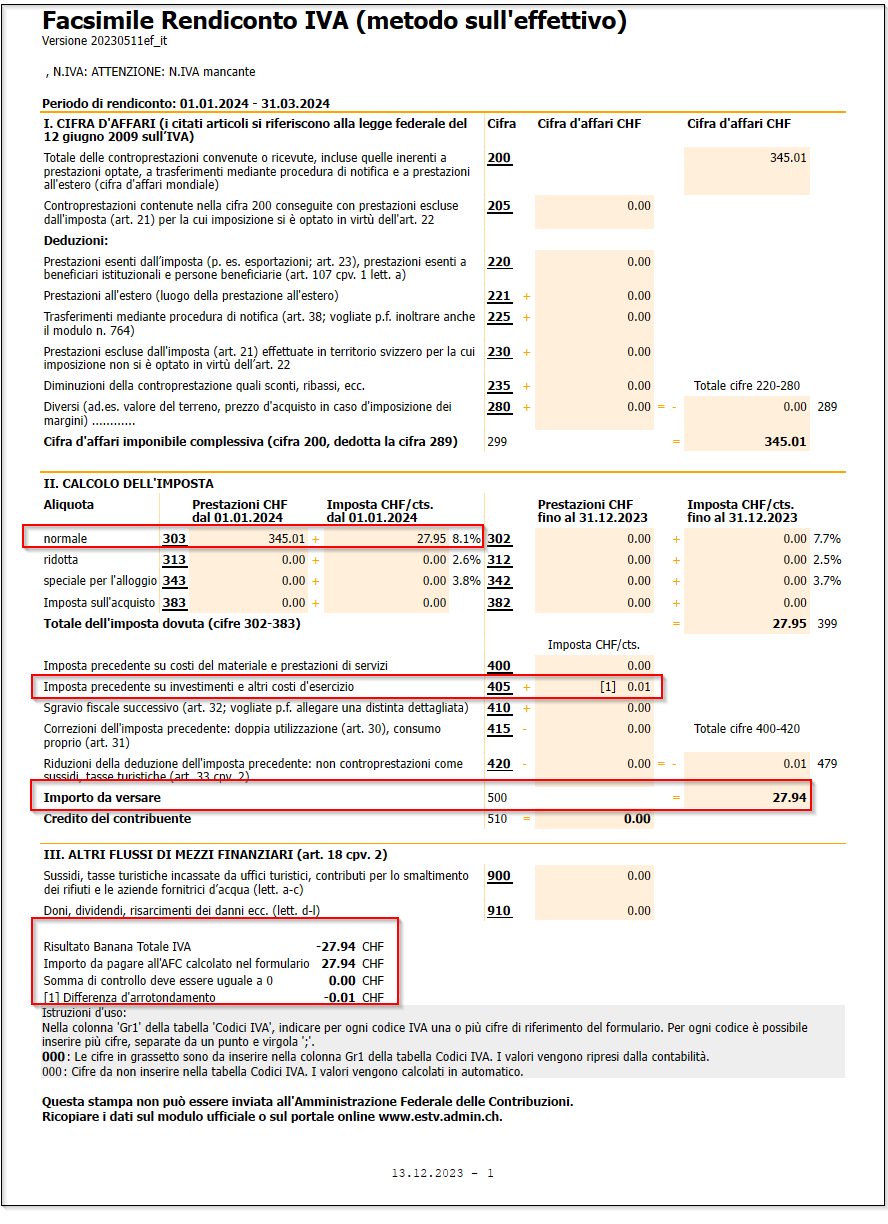 Facsimile Rendiconto IVA (metodo sull'effettivo)
Versione 20230511ef_it
, N.IVA: ATTENZIONE: N.IVA mancante
Periodo di rendiconto: 01.01.2024 - 31.03.2024
I. CIFRA D'AFFARI (i citati articoli si riferiscono alla legge federale del Cifra Cifra d'affari CHF Cifra d'affari CHF
12 giugno 2009 sull'IVA)
Totale delle controprestazioni convenute o ricevute, incluse quelle inerenti a 200 345.01
prestazioni optate, a trasferimenti mediante procedura di notifica e a prestazioni
all'estero (cifra d'affari mondiale)
Controprestazioni contenute nella cifra 200 conseguite con prestazioni escluse 205 0.00
dall'imposta (art. 21) per la cui imposizione si è optato in virtù dell'art. 22
Deduzioni:
Prestazioni esenti dall’imposta (p. es. esportazioni; art. 23), prestazioni esenti a 220 0.00
beneficiari istituzionali e persone beneficiarie (art. 107 cpv. 1 lett. a)
Prestazioni all'estero (luogo della prestazione all'estero) 221 + 0.00
Trasferimenti mediante procedura di notifica (art. 38; vogliate p.f. inoltrare anche 225 + 0.00
il modulo n. 764)
Prestazioni escluse dall'imposta (art. 21) effettuate in territorio svizzero per la cui 230 + 0.00
imposizione non si è optato in virtù dell’art. 22
Diminuzioni della controprestazione quali sconti, ribassi, ecc. 235 + 0.00 Totale cifre 220-280
Diversi (ad.es. valore del terreno, prezzo d'acquisto in caso d'imposizione dei 280 + 0.00 = - 0.00 289
margini) ............
Cifra d'affari imponibile complessiva (cifra 200, dedotta la cifra 289) 299 = 345.01
II. CALCOLO DELL'IMPOSTA
Aliquota Prestazioni CHF Imposta CHF/cts. Prestazioni CHF Imposta CHF/cts.
dal 01.01.2024 dal 01.01.2024 fino al 31.12.2023 fino al 31.12.2023
normale 303 345.01 + 27.95 8.1% 302 0.00 + 0.00 7.7%
ridotta 313 0.00 + 0.00 2.6% 312 0.00 + 0.00 2.5%
speciale per l'alloggio 343 0.00 + 0.00 3.8% 342 0.00 + 0.00 3.7%
Imposta sull'acquisto 383 0.00 + 0.00 382 0.00 + 0.00
Totale dell'imposta dovuta (cifre 302-383) = 27.95 399
Imposta CHF/cts.
Imposta precedente su costi del materiale e prestazioni di servizi 400 0.00
Imposta precedente su investimenti e altri costi d'esercizio 405 + [1] 0.01
Sgravio fiscale successivo (art. 32; vogliate p.f. allegare una distinta dettagliata) 410 + 0.00
Correzioni dell'imposta precedente: doppia utilizzazione (art. 30), consumo 415 - 0.00 Totale cifre 400-420
proprio (art. 31)
Riduzioni della deduzione dell'imposta precedente: non controprestazioni come 420 - 0.00 = - 0.01 479
sussidi, tasse turistiche (art. 33 cpv. 2)
Importo da versare 500 = 27.94
Credito del contribuente 510 = 0.00
III. ALTRI FLUSSI DI MEZZI FINANZIARI (art. 18 cpv. 2)
Sussidi, tasse turistiche incassate da uffici turistici, contributi per lo smaltimento 900 0.00
dei rifiuti e le aziende fornitrici d’acqua (lett. a-c)
Doni, dividendi, risarcimenti dei danni ecc. (lett. d-l) 910 0.00
Risultato Banana Totale IVA -27.94 CHF
Importo da pagare all'AFC calcolato nel formulario 27.94 CHF
Somma di controllo deve essere uguale a 0 0.00 CHF
[1] Differenza d'arrotondamento -0.01 CHF
Istruzioni d'uso:
Nella colonna 'Gr1' della tabella 'Codici IVA', indicare per ogni codice IVA una o più cifre di riferimento del formulario. Per ogni codice è possibile
inserire più cifre, separate da un punto e virgola ';'.
000 : Le cifre in grassetto sono da inserire nella colonna Gr1 della tabella Codici IVA. I valori vengono ripresi dalla contabilità.
000 : Cifre da non inserire nella tabella Codici IVA. I valori vengono calcolati in automatico.
Questa stampa non può essere inviata all'Amministrazione Federale delle Contribuzioni.
Ricopiare i dati sul modulo ufficiale o sul portale online www.estv.admin.ch.
13.12.2023 - 1